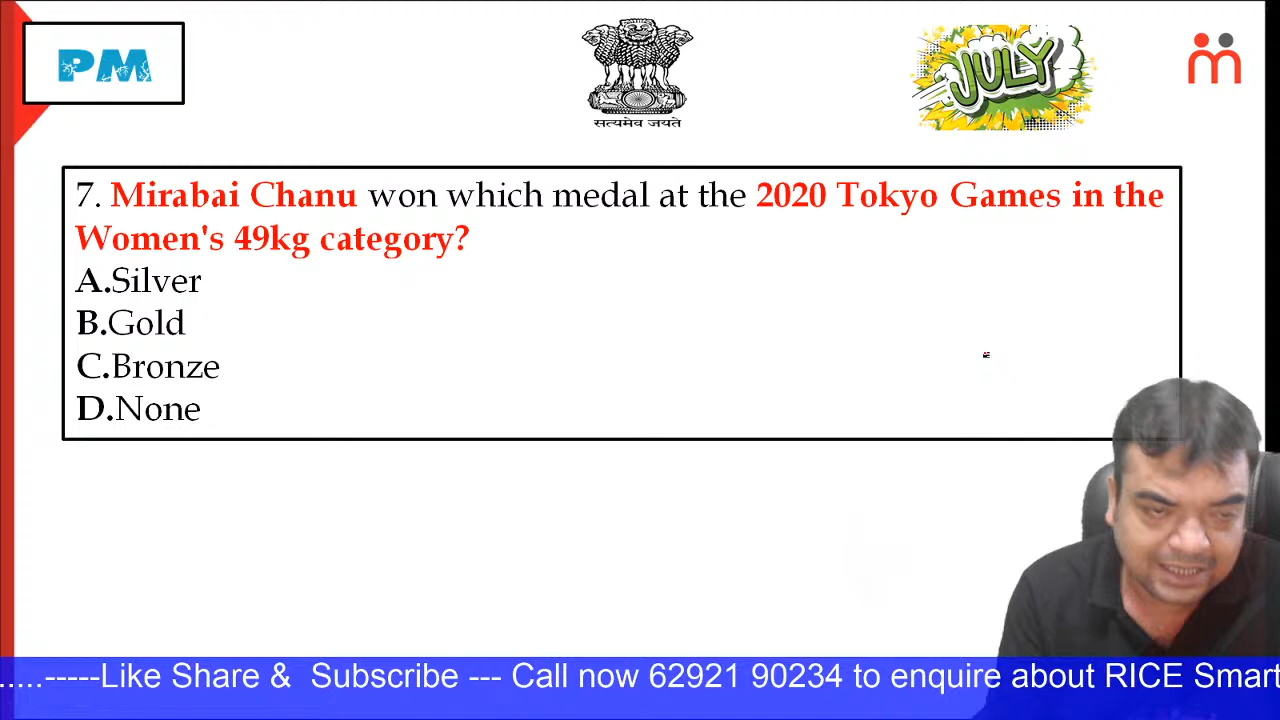 PM
सत्यमेव जयते
JULY
7. Mirabai Chanu won which medal at the 2020 Tokyo Games in the
Women's 49kg category?
A.Silver
B.Gold
C.Bronze
D.None
.....-----Like Share & Subscribe --- Call now 62921 90234 to enquire about RICE Smart